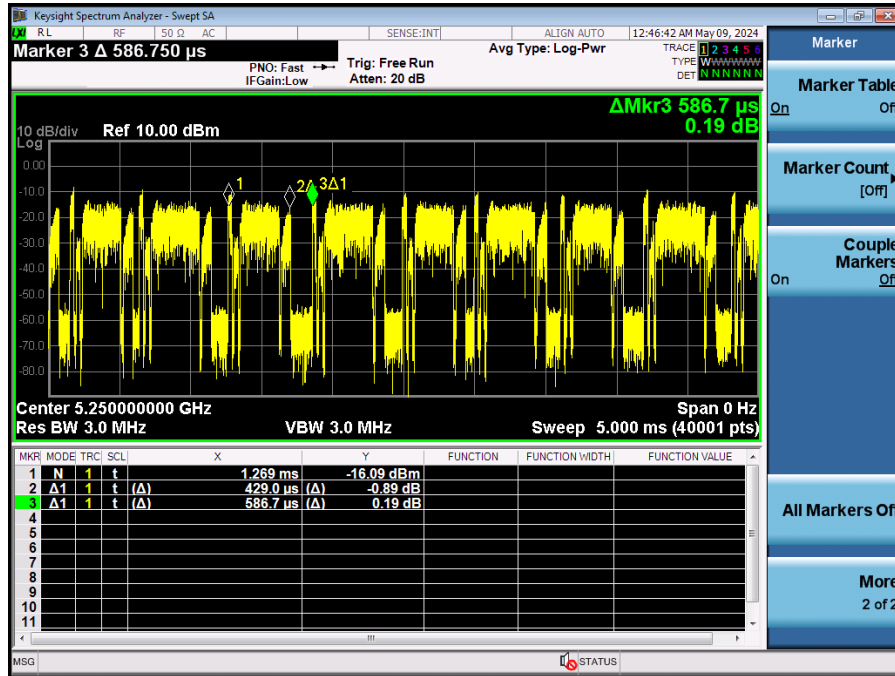 Keysight Spectrum Analyzer - Swept SA
LXI RL RF 50 Ω AC SENSE:INT ALIGN AUTO 12:46:42 AM May 09, 2024
Marker 3 Δ 586.750 µs
PNO: Fast
IFGain:Low
Trig: Free Run
Atten: 20 dB
Avg Type: Log-Pwr
TRACE 1 2 3 4 5 6
TYPE WWWWWW
DET N N N N N N
Marker
Marker Table
On Of
Marker Count
[Off]
Couple
Markers
On Of
All Markers Of
More
2 of 2
ΔMkr3 586.7 µs
0.19 dB
10 dB/div Ref 10.00 dBm
Log
0.00
-10.0
-20.0
-30.0
-40.0
-50.0
-60.0
-70.0
-80.0
1
2Δ 3Δ1
Center 5.250000000 GHz Span 0 Hz
Res BW 3.0 MHz VBW 3.0 MHz Sweep 5.000 ms (40001 pts)
MKR MODE TRC SCL X Y FUNCTION FUNCTION WIDTH FUNCTION VALUE
1 N 1 t 1.269 ms -16.09 dBm
2 Δ1 1 t (Δ) 429.0 µs (Δ) -0.89 dB
3 Δ1 1 t (Δ) 586.7 µs (Δ) 0.19 dB
4
5
6
7
8
9
10
11
MSG STATUS